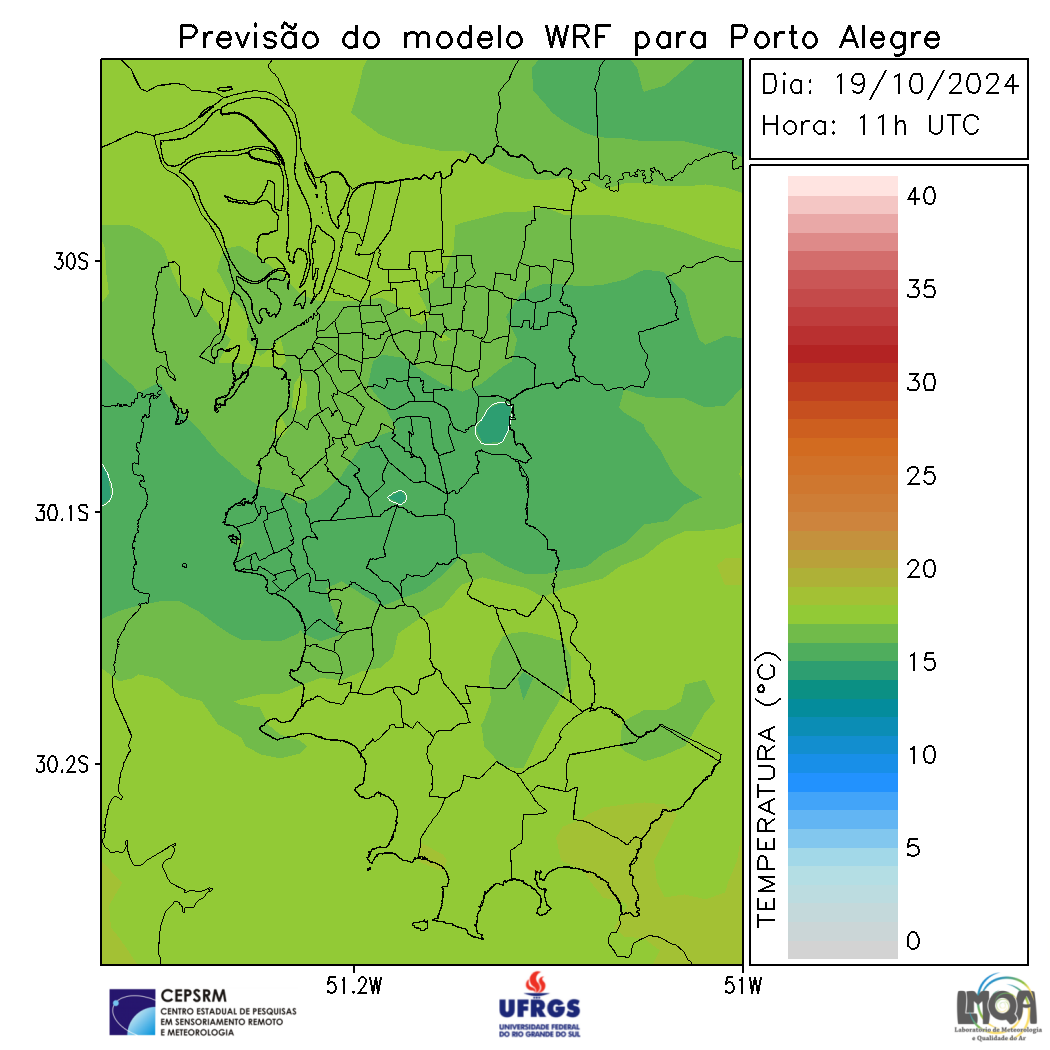 Previsão do modelo WRF para Porto Alegre
Dia: 19/10/2024
Hora: 11h UTC
40
35
30
25
20
15
10
5
0
TEMPERATURA (°C)
30S
30.1S
30.2S
51.2W
51W
CEPSRM
CENTRO ESTADUAL DE PESQUISAS
EM SENSORIAMENTO REMOTO
E METEOROLOGIA
UFRGS
UNIVERSIDADE FEDERAL
DO RIO GRANDE DO SUL
LMQA
Laboratório de Meteorologia
e Qualidade do Ar